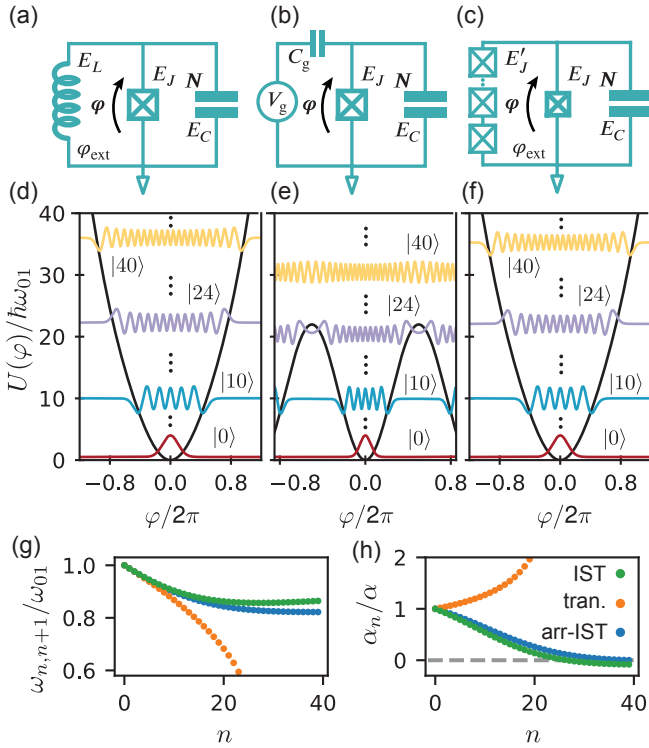 (a)
(b)
(c)
E_L
E_J
N
φ
E_C
φ_ext
C_g
V_g
E_J
N
φ
E_C
E'_J
E_J
N
φ
E_C
φ_ext
(d)
(e)
(f)
U(φ)/ħω_01
40
30
20
10
0
|40⟩
|24⟩
|10⟩
|0⟩
|40⟩
|24⟩
|10⟩
|0⟩
|40⟩
|24⟩
|10⟩
|0⟩
−0.8 0.0 0.8
−0.8 0.0 0.8
−0.8 0.0 0.8
φ/2π
φ/2π
φ/2π
(g)
ω_{n,n+1}/ω_01
1.0
0.8
0.6
0 20 40
n
(h)
α_n/α
2
1
0
IST
tran.
arr-IST
0 20 40
n